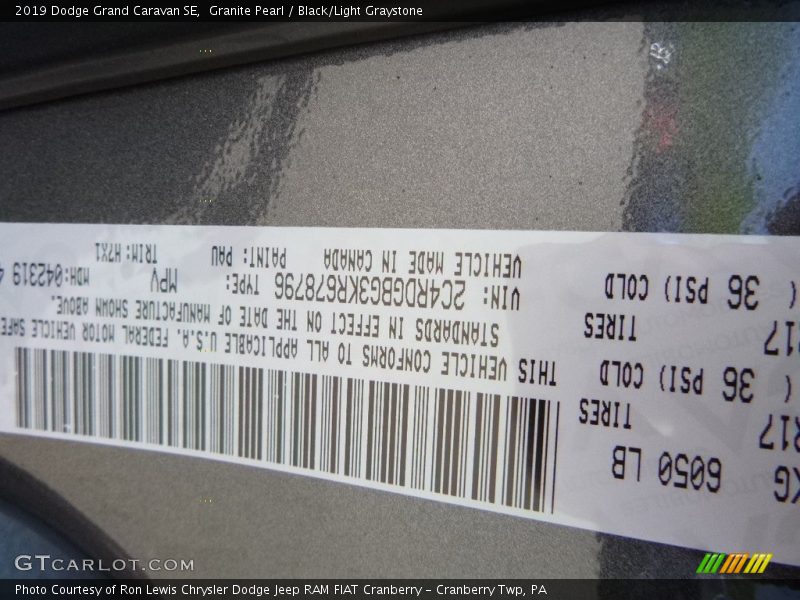 2019 Dodge Grand Caravan SE,  Granite Pearl / Black/Light Graystone
KG 6050 LB
R17 TIRES
( 36 PSI) COLD
R17 TIRES
( 36 PSI) COLD
THIS VEHICLE CONFORMS TO ALL APPLICABLE U.S.A. FEDERAL MOTOR VEHICLE SAFE
STANDARDS IN EFFECT ON THE DATE OF MANUFACTURE SHOWN ABOVE.
VIN: 2C4RDGBG3KR678796 TYPE: MPV MDH:042319 4
VEHICLE MADE IN CANADA PAINT: PAU TRIM: H7X1
GTCARLOT.COM
Photo Courtesy of Ron Lewis Chrysler Dodge Jeep RAM FIAT Cranberry – Cranberry Twp, PA